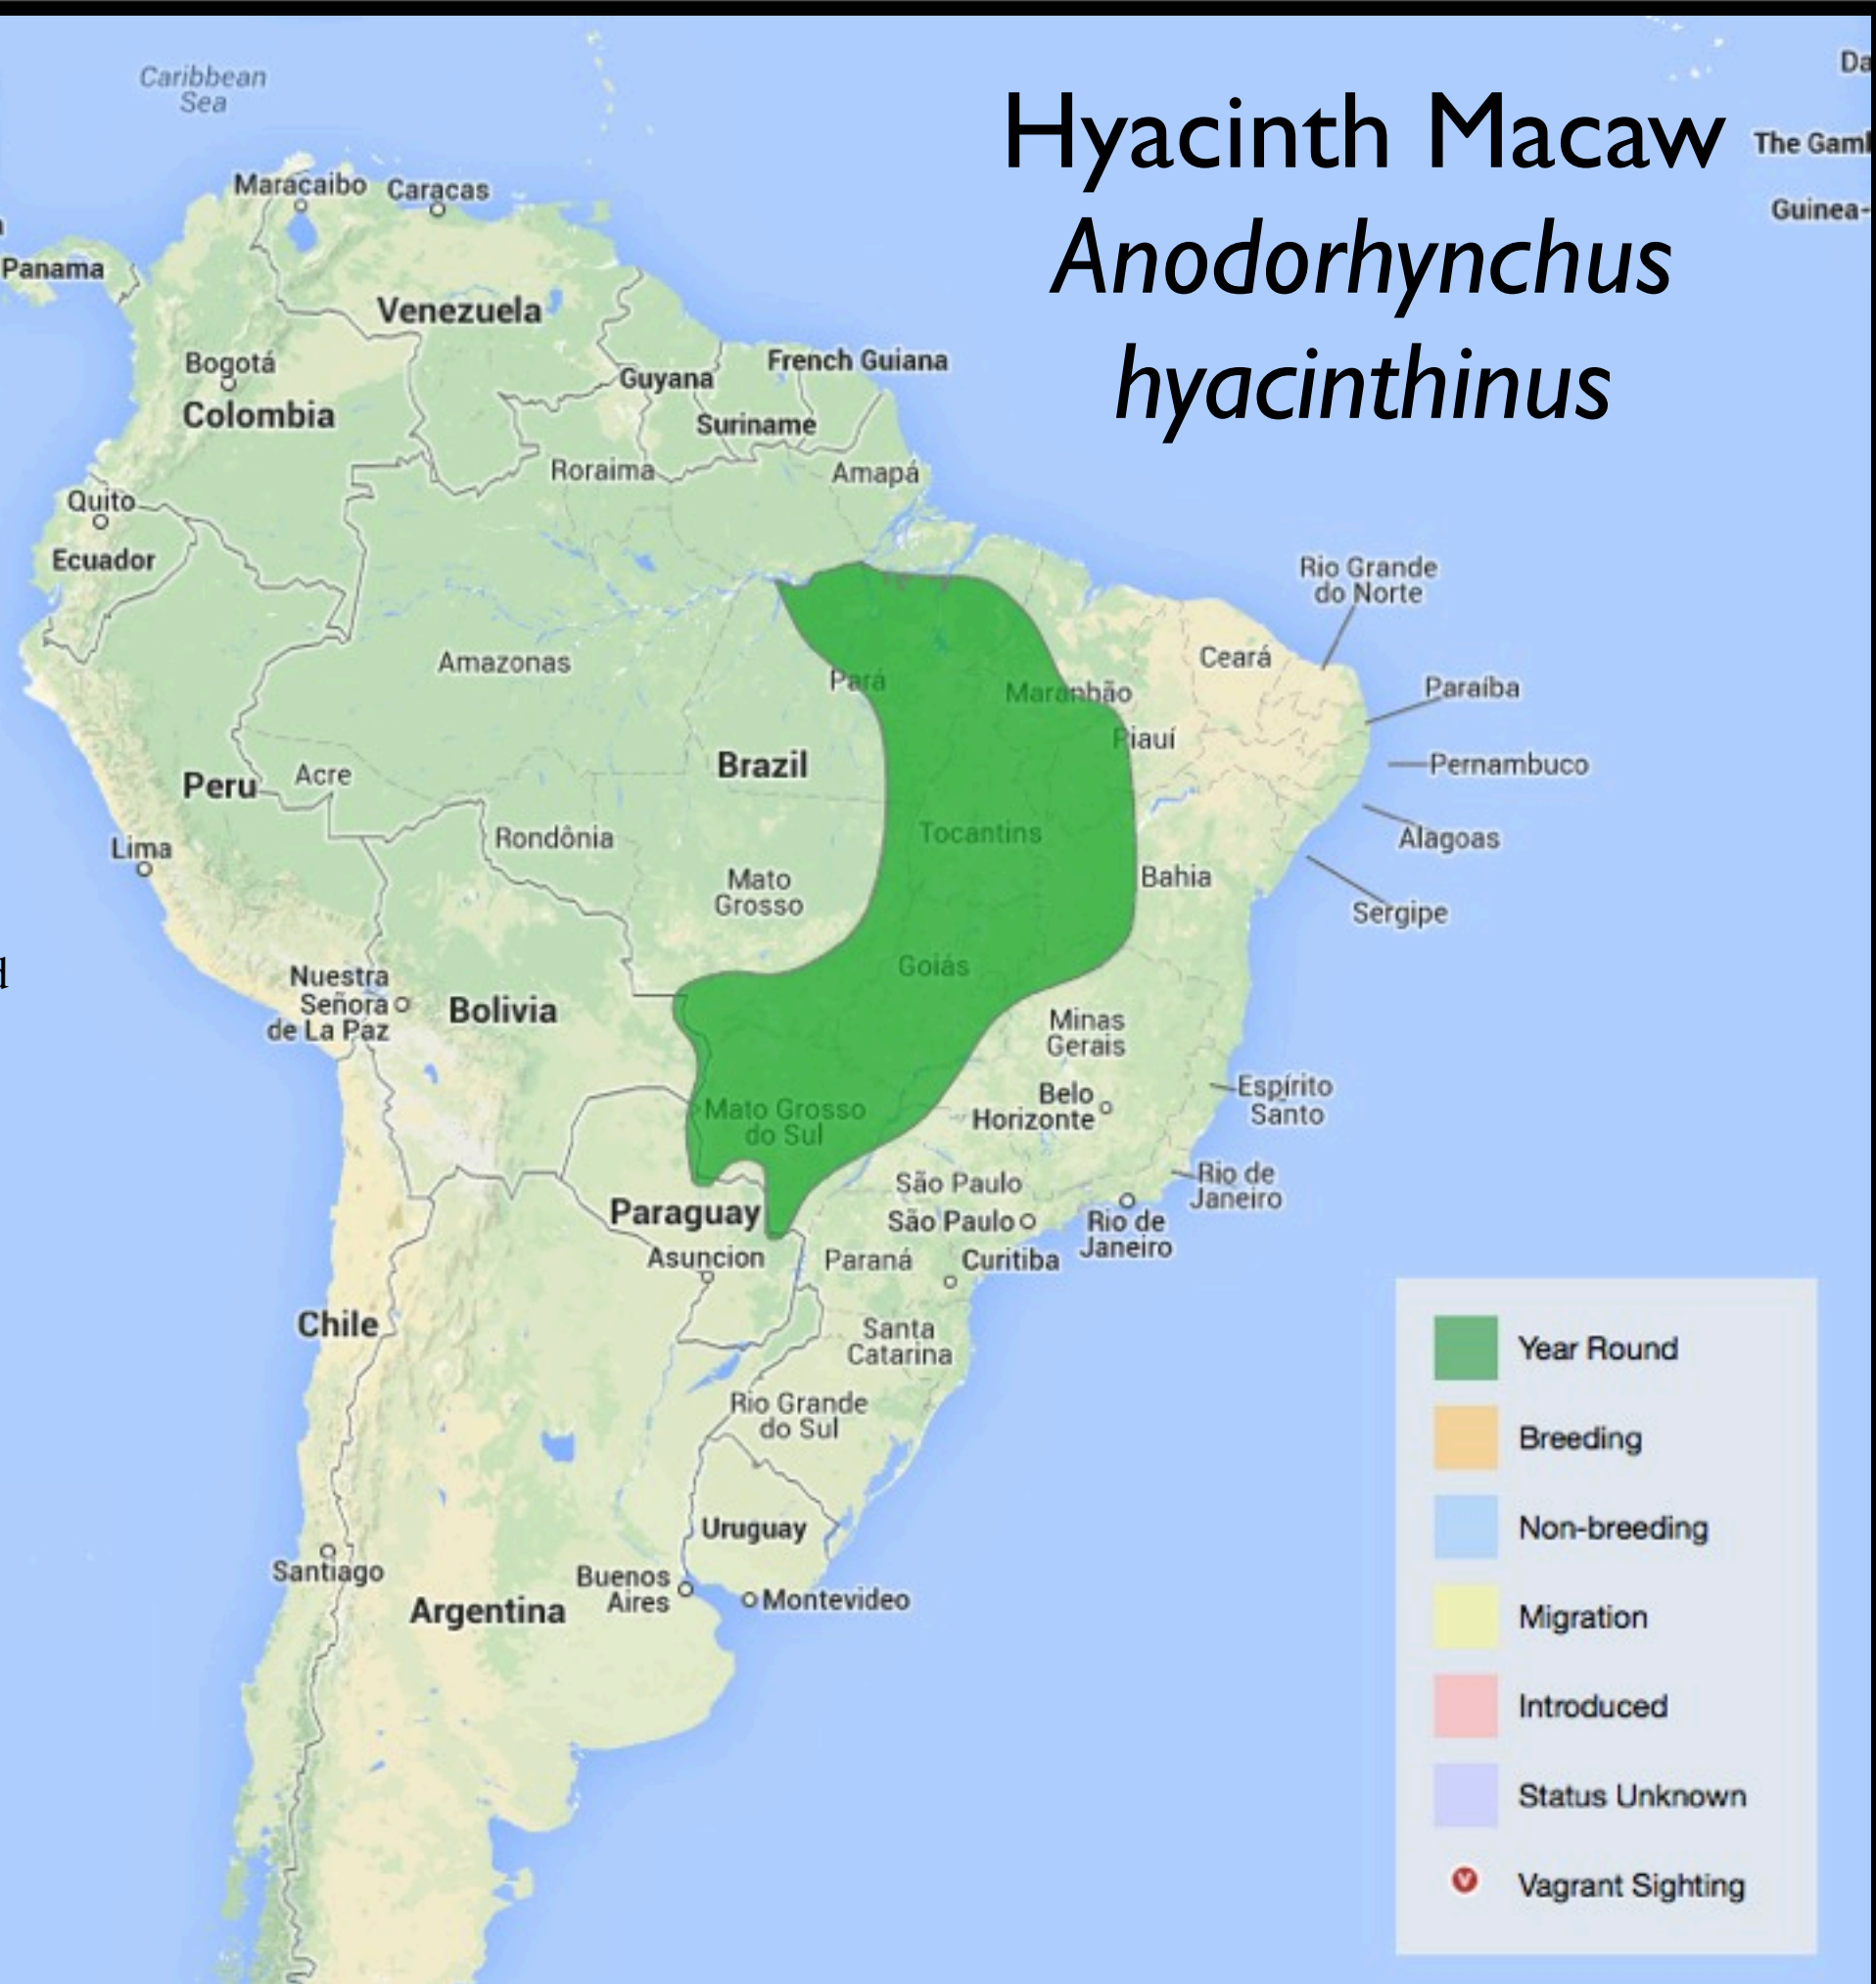 Caribbean
Sea
Hyacinth Macaw
Anodorhynchus
hyacinthinus
Da
The Gam
Guinea-
Maracaibo
Caracas
Panama
Venezuela
Bogotá
Colombia
Guyana
French Guiana
Suriname
Roraima
Amapá
Quito
Ecuador
Rio Grande
do Norte
Amazonas
Pará
Maranhão
Ceará
Paraíba
Piauí
Brazil
Pernambuco
Peru
Acre
Rondônia
Tocantins
Alagoas
Lima
Mato
Grosso
Bahia
Sergipe
d
Nuestra
Señora
de La Paz
Bolivia
Goiás
Minas
Gerais
Belo
Horizonte
Espírito
Santo
Mato Grosso
do Sul
São Paulo
São Paulo
Rio de
Janeiro
Rio de
Janeiro
Paraguay
Asuncion
Paraná
Curitiba
Chile
Santa
Catarina
Rio Grande
do Sul
Uruguay
Santiago
Argentina
Buenos
Aires
Montevideo
Year Round
Breeding
Non-breeding
Migration
Introduced
Status Unknown
V
Vagrant Sighting